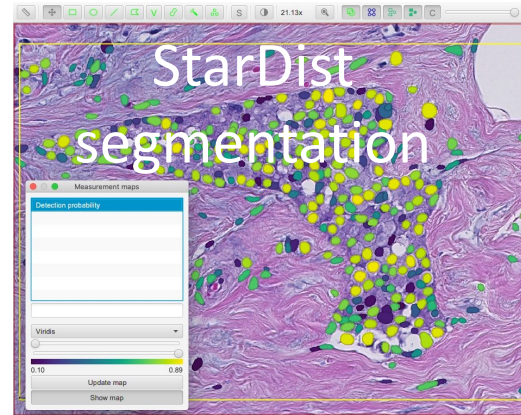 V
S
21.13x
C
StarDist
segmentation
Measurement maps
Detection probability
Viridis
0.10 0.89
Update map
Show map